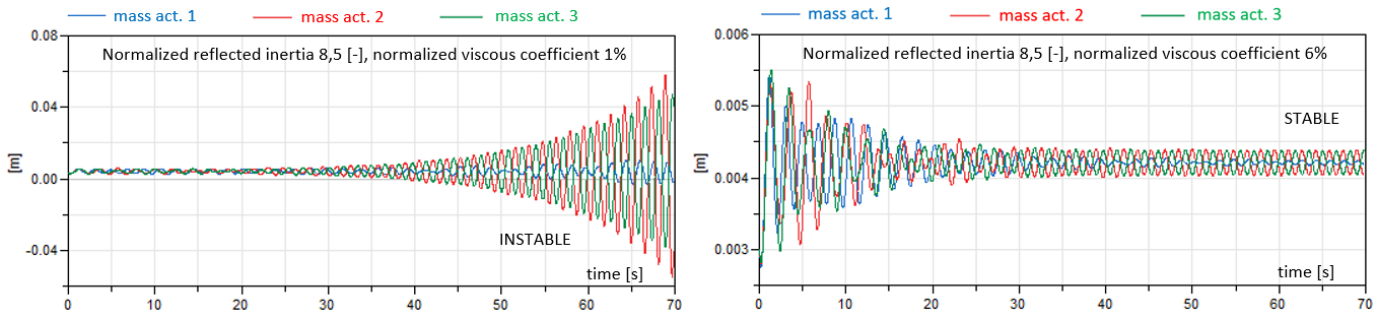 mass act. 1 mass act. 2 mass act. 3
0.08
Normalized reflected inertia 8,5 [-], normalized viscous coefficient 1%
0.04
[m]
0.00
INSTABLE
-0.04
time [s]
0 10 20 30 40 50 60 70
mass act. 1 mass act. 2 mass act. 3
0.006
Normalized reflected inertia 8,5 [-], normalized viscous coefficient 6%
0.005
STABLE
[m]
0.004
0.003
time [s]
0 10 20 30 40 50 60 70